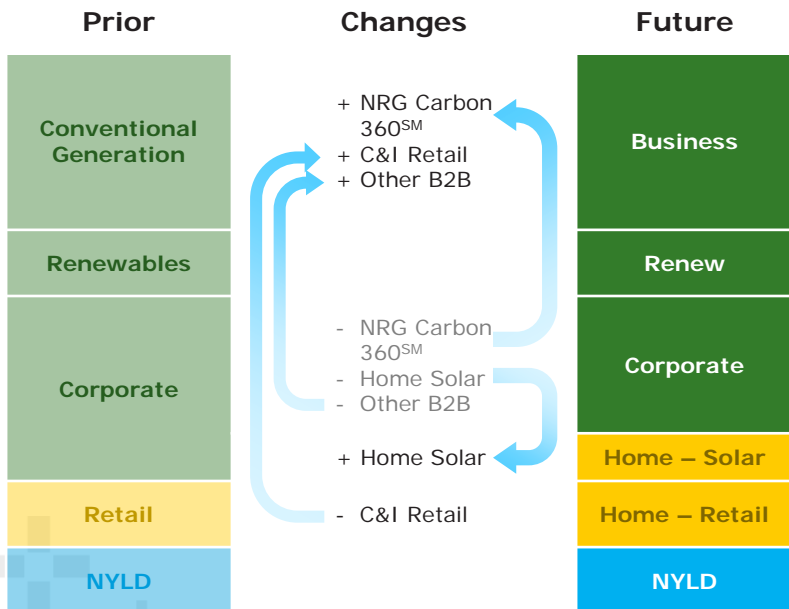 Prior
Changes
Future
Conventional
Generation
Renewables
Corporate
Retail
NYLD
+ NRG Carbon
360SM
+ C&I Retail
+ Other B2B
- NRG Carbon
360SM
- Home Solar
- Other B2B
+ Home Solar
- C&I Retail
Business
Renew
Corporate
Home – Solar
Home – Retail
NYLD